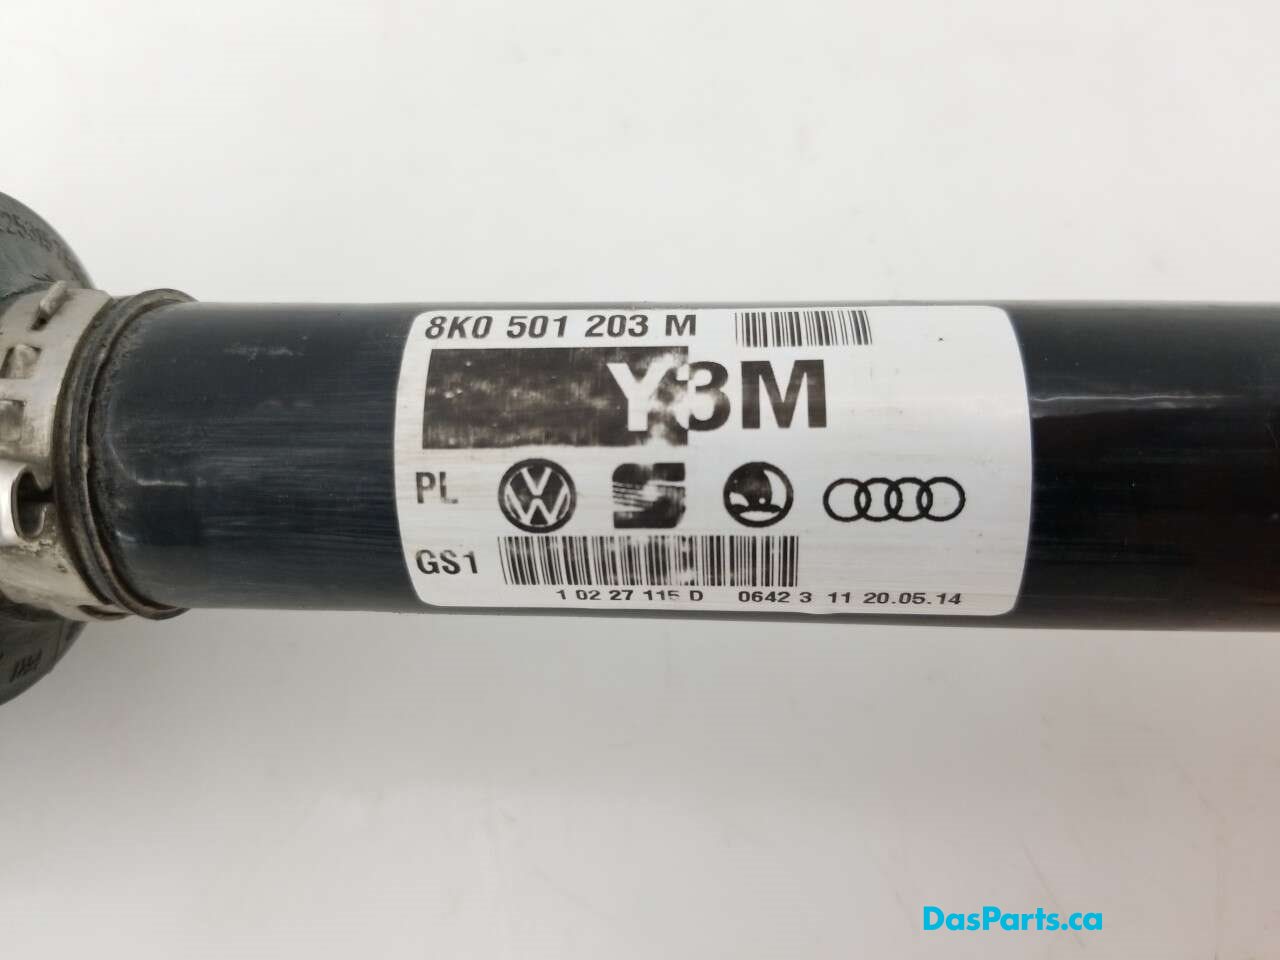 8K0 501 203 M
Y3M
PL
GS1
1 02 27 115 D 0642 3 11 20.05.14
DasParts.ca